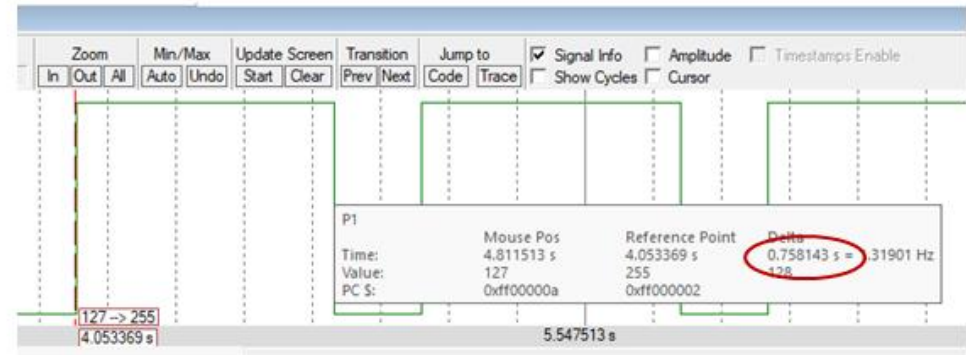 Zoom Min/Max Update Screen Transition Jump to Signal Info Amplitude Timestamps Enable
In Out All Auto Undo Start Clear Prev Next Code Trace Show Cycles Cursor
P1
Mouse Pos Reference Point Delta
Time: 4.811513 s 4.053369 s 0.758143 s = .31901 Hz
Value: 127 255 128
PC $: 0xff00000a 0xff000002
127 --> 255
4.053369 s 5.547513 s